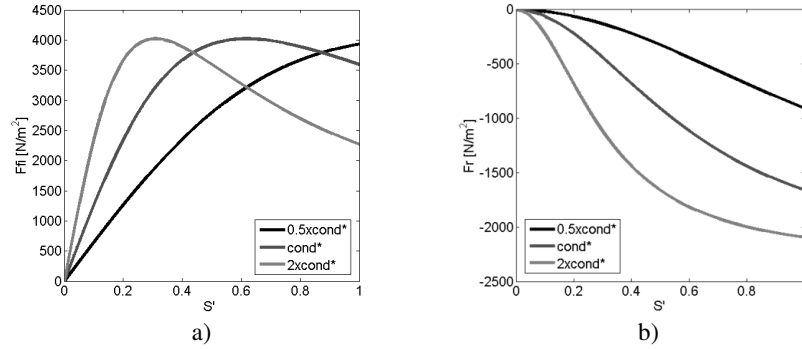 4500
4000
3500
3000
2500
2000
1500
1000
500
0
Ffi [N/m²]
0 0.2 0.4 0.6 0.8 1
S'
0.5xcond*
cond*
2xcond*
a)
0
-500
-1000
-1500
-2000
-2500
Fr [N/m²]
0 0.2 0.4 0.6 0.8
S'
0.5xcond*
cond*
2xcond*
b)